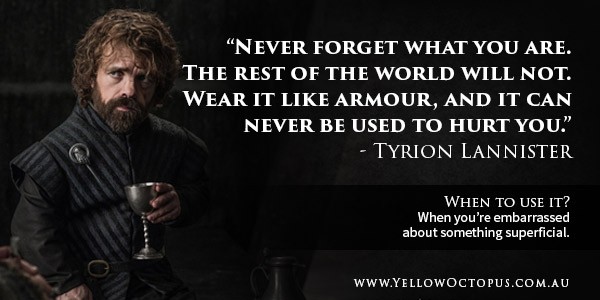 “Never forget what you are.
The rest of the world will not.
Wear it like armour, and it can
never be used to hurt you.”
- Tyrion Lannister
When to use it?
When you’re embarrassed
about something superficial.
www.YellowOctopus.com.au